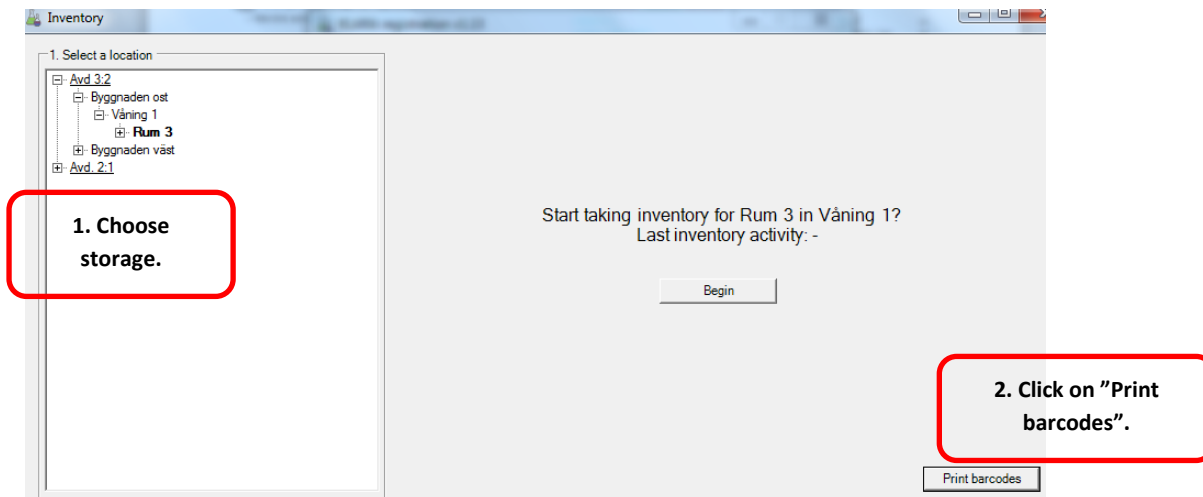 Inventory
1. Select a location
Avd 3:2
Byggnaden ost
Våning 1
Rum 3
Byggnaden väst
Avd. 2:1
1. Choose
storage.
Start taking inventory for Rum 3 in Våning 1?
Last inventory activity: -
Begin
2. Click on ”Print
barcodes”.
Print barcodes